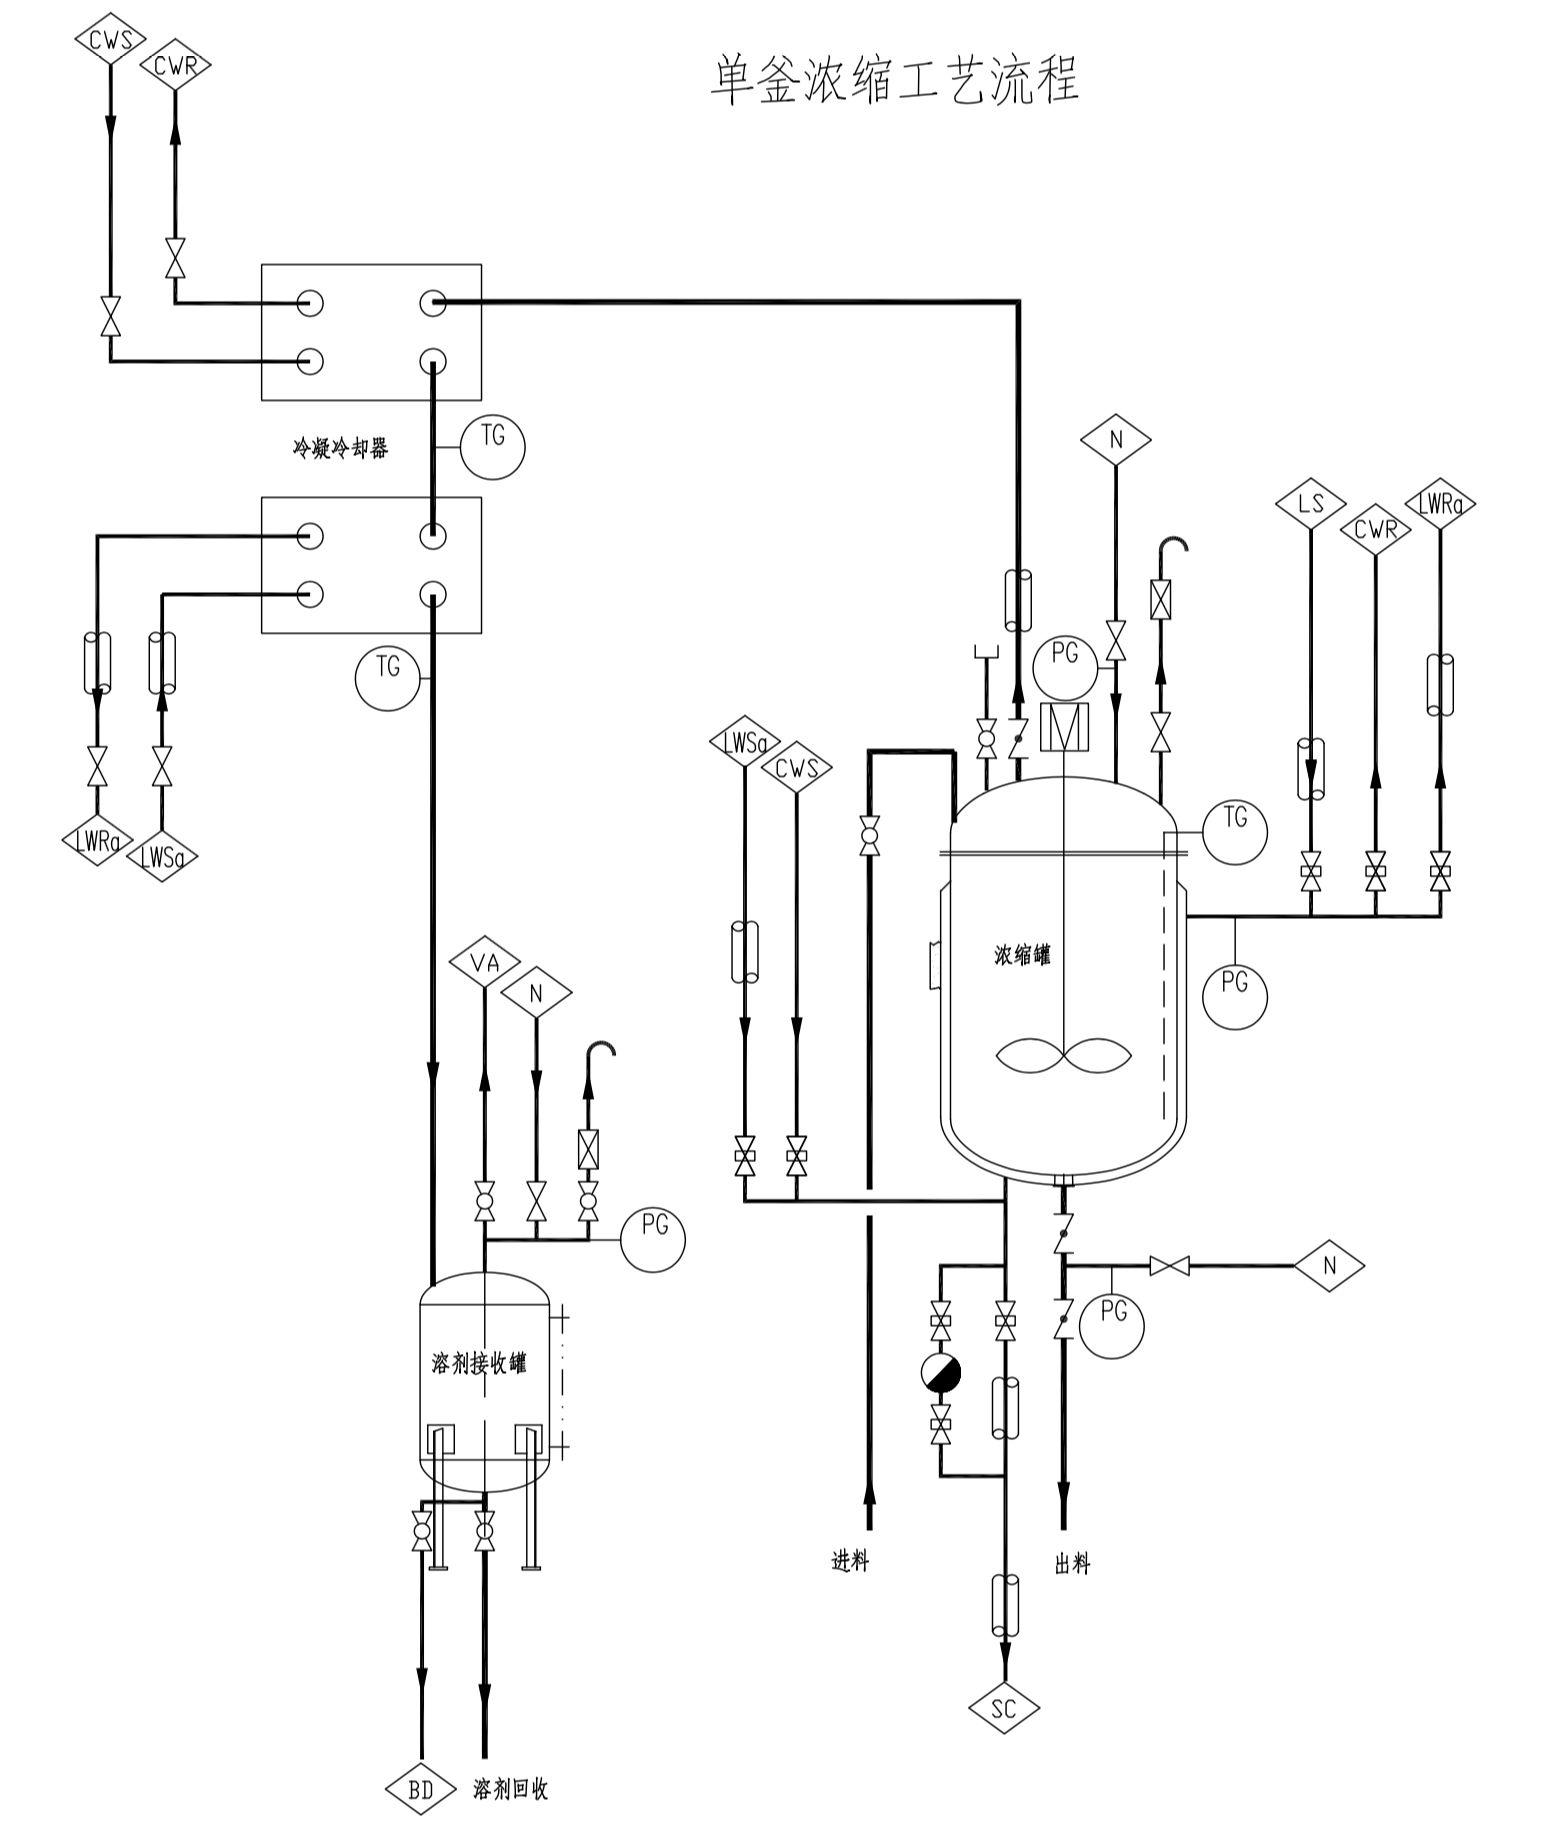 CWS
CWR
单釜浓缩工艺流程
冷凝冷却器
TG
N
LS
CWR
LWRa
TG
PG
LWSa
CWS
TG
LWRa
LWSa
浓缩罐
PG
VA
N
PG
N
PG
溶剂接收罐
进料
出料
SC
BD
溶剂回收